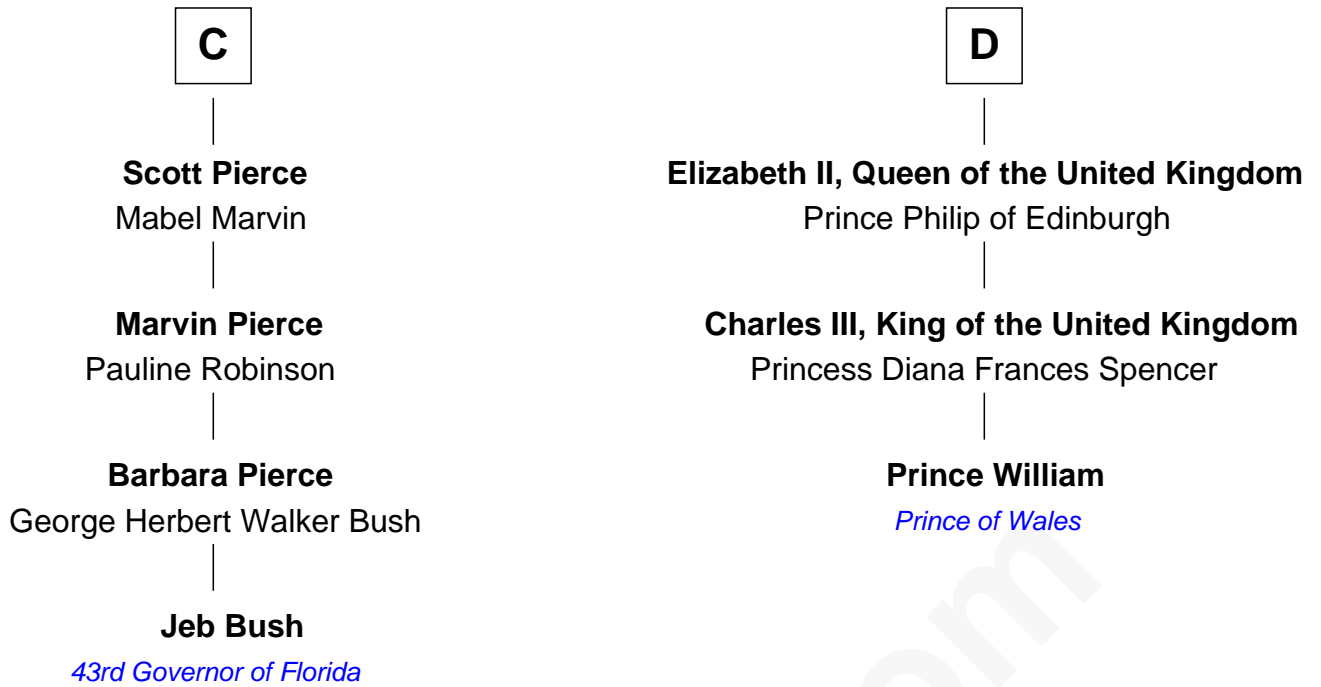 C
Scott Pierce
Mabel Marvin
Marvin Pierce
Pauline Robinson
Barbara Pierce
George Herbert Walker Bush
Jeb Bush
43rd Governor of Florida
D
Elizabeth II, Queen of the United Kingdom
Prince Philip of Edinburgh
Charles III, King of the United Kingdom
Princess Diana Frances Spencer
Prince William
Prince of Wales